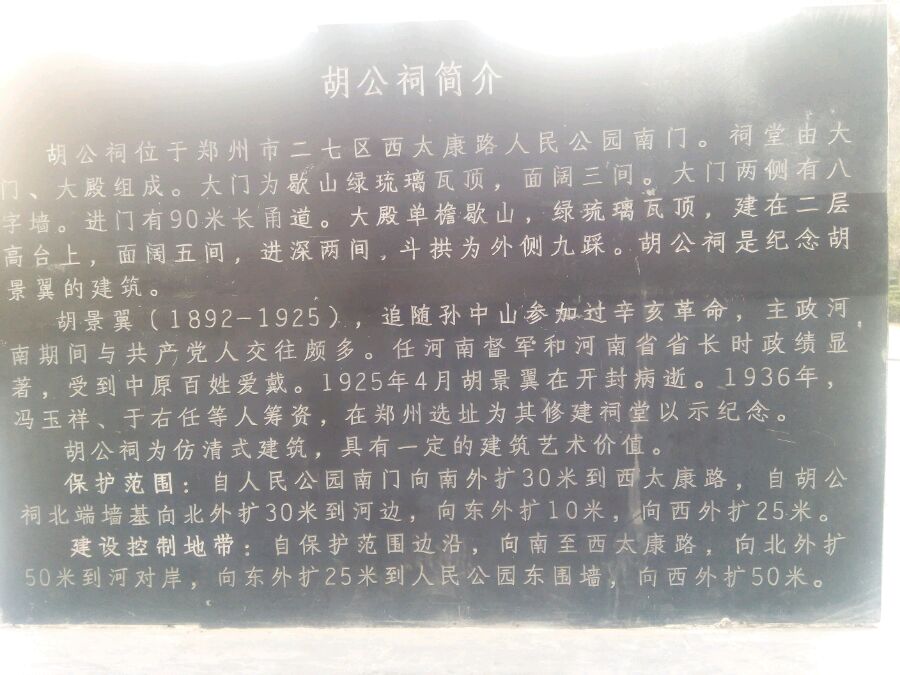 胡公祠简介
胡公祠位于郑州市二七区西太康路人民公园南门。祠堂由大
门、大殿组成。大门为歇山绿琉璃瓦顶，面阔三间。大门两侧有八
字墙。进门有90米长甬道。大殿单檐歇山，绿琉璃瓦顶，建在二层
高台上，面阔五间，进深两间，斗拱为外侧九踩。胡公祠是纪念胡
景翼的建筑。
胡景翼（1892-1925），追随孙中山参加过辛亥革命，主政河
南期间与共产党人交往颇多。任河南督军和河南省省长时政绩显
著，受到中原百姓爱戴。1925年4月胡景翼在开封病逝。1936年，
冯玉祥、于右任等人筹资，在郑州选址为其修建祠堂以示纪念。
胡公祠为仿清式建筑，具有一定的建筑艺术价值。
保护范围：自人民公园南门向南外扩30米到西太康路，自胡公
祠北端墙基向北外扩30米到河边，向东外扩10米，向西外扩25米。
建设控制地带：自保护范围边沿，向南至西太康路，向北外扩
50米到河对岸，向东外扩25米到人民公园东围墙，向西外扩50米。